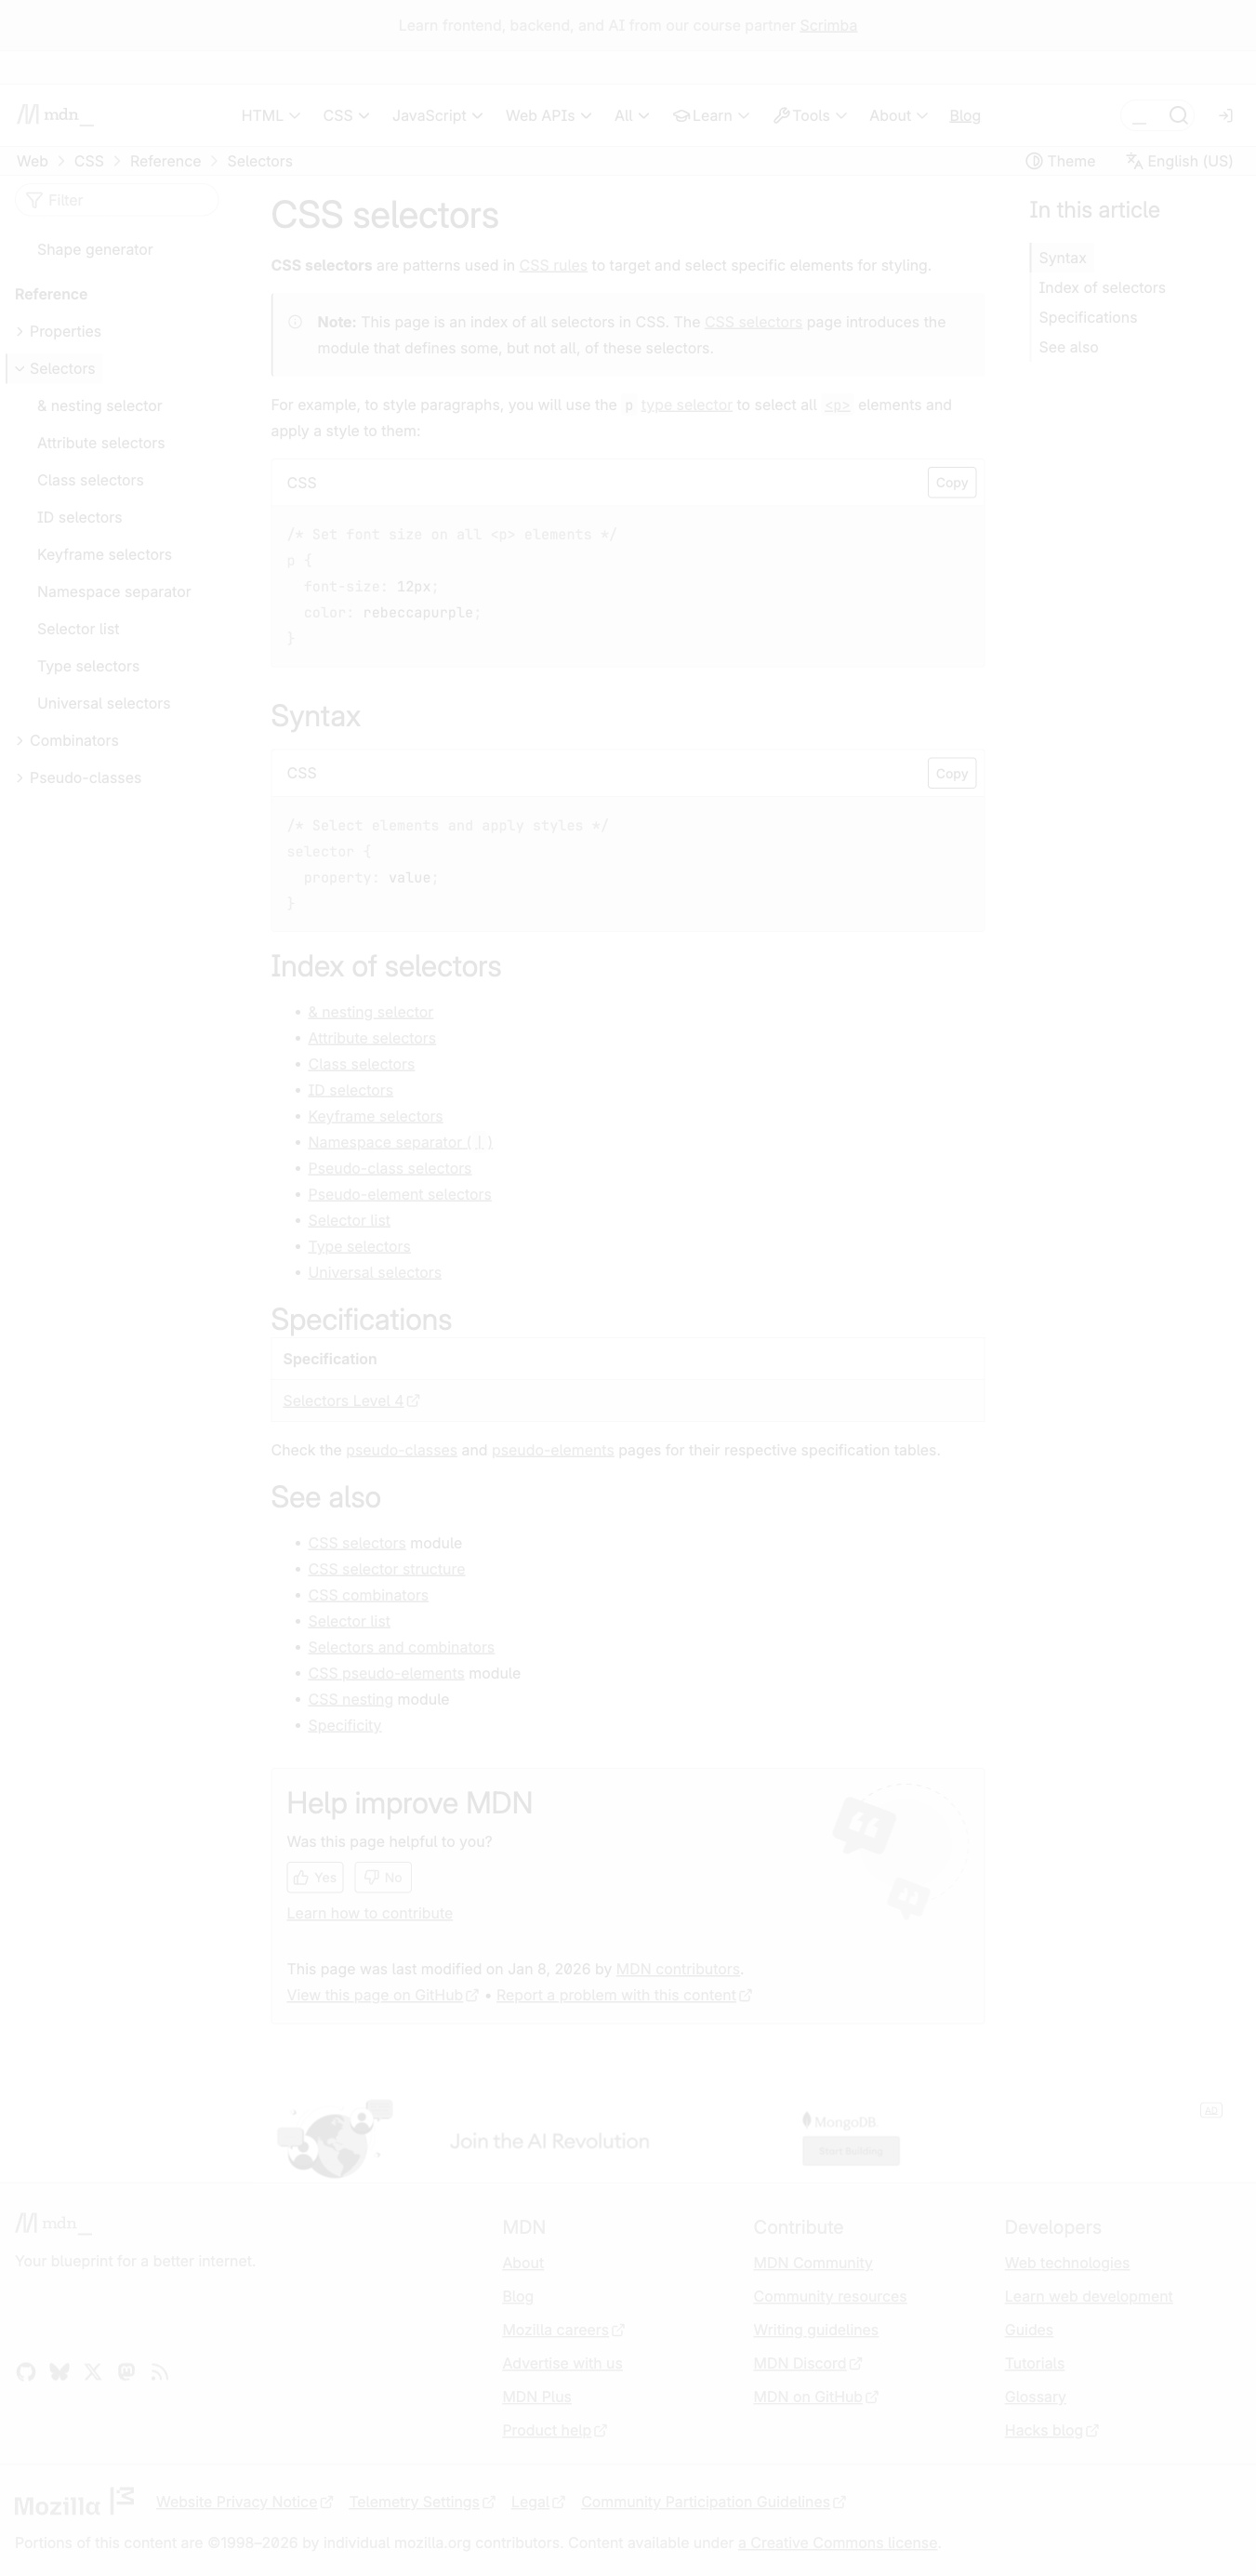 Learn frontend, backend, and AI from our course partner Scrimba
mdn_
HTML CSS JavaScript Web APIs All Learn Tools About Blog
Web CSS Reference Selectors
Theme English (US)
Filter
Shape generator
Reference
Properties
Selectors
& nesting selector
Attribute selectors
Class selectors
ID selectors
Keyframe selectors
Namespace separator
Selector list
Type selectors
Universal selectors
Combinators
Pseudo-classes
CSS selectors
CSS selectors are patterns used in CSS rules to target and select specific elements for styling.
Note: This page is an index of all selectors in CSS. The CSS selectors page introduces the
module that defines some, but not all, of these selectors.
For example, to style paragraphs, you will use the p type selector to select all <p> elements and
apply a style to them:
CSS
Copy
/* Set font size on all <p> elements */
p {
font-size: 12px;
color: rebeccapurple;
}
Syntax
CSS
Copy
/* Select elements and apply styles */
selector {
property: value;
}
Index of selectors
& nesting selector
Attribute selectors
Class selectors
ID selectors
Keyframe selectors
Namespace separator ( | )
Pseudo-class selectors
Pseudo-element selectors
Selector list
Type selectors
Universal selectors
Specifications
Specification
Selectors Level 4
Check the pseudo-classes and pseudo-elements pages for their respective specification tables.
See also
CSS selectors module
CSS selector structure
CSS combinators
Selector list
Selectors and combinators
CSS pseudo-elements module
CSS nesting module
Specificity
In this article
Syntax
Index of selectors
Specifications
See also
Help improve MDN
Was this page helpful to you?
Yes No
Learn how to contribute
This page was last modified on Jan 8, 2026 by MDN contributors.
View this page on GitHub • Report a problem with this content
Join the AI Revolution
MongoDB
Start Building
AD
mdn_
Your blueprint for a better internet.
MDN
About
Blog
Mozilla careers
Advertise with us
MDN Plus
Product help
Contribute
MDN Community
Community resources
Writing guidelines
MDN Discord
MDN on GitHub
Developers
Web technologies
Learn web development
Guides
Tutorials
Glossary
Hacks blog
Mozilla
Website Privacy Notice Telemetry Settings Legal Community Participation Guidelines
Portions of this content are ©1998–2026 by individual mozilla.org contributors. Content available under a Creative Commons license.